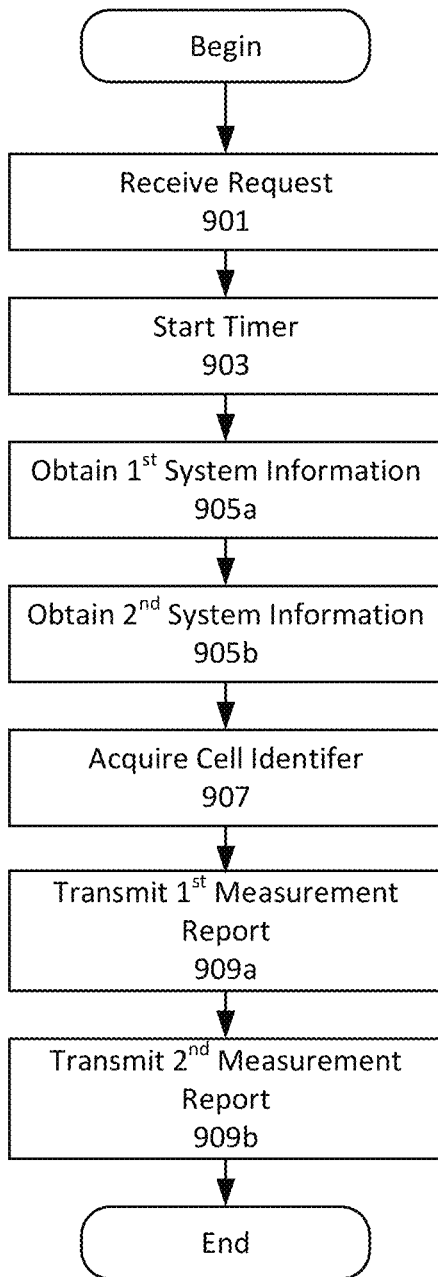 Begin
Receive Request
901
Start Timer
903
Obtain 1st System Information
905a
Obtain 2nd System Information
905b
Acquire Cell Identifer
907
Transmit 1st Measurement
Report
909a
Transmit 2nd Measurement
Report
909b
End